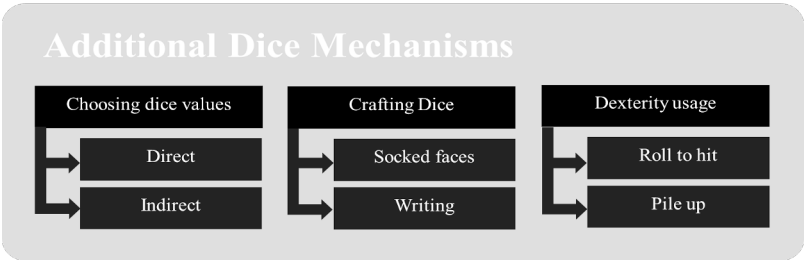 Additional Dice Mechanisms
Choosing dice values
Direct
Indirect
Crafting Dice
Socked faces
Writing
Dexterity usage
Roll to hit
Pile up